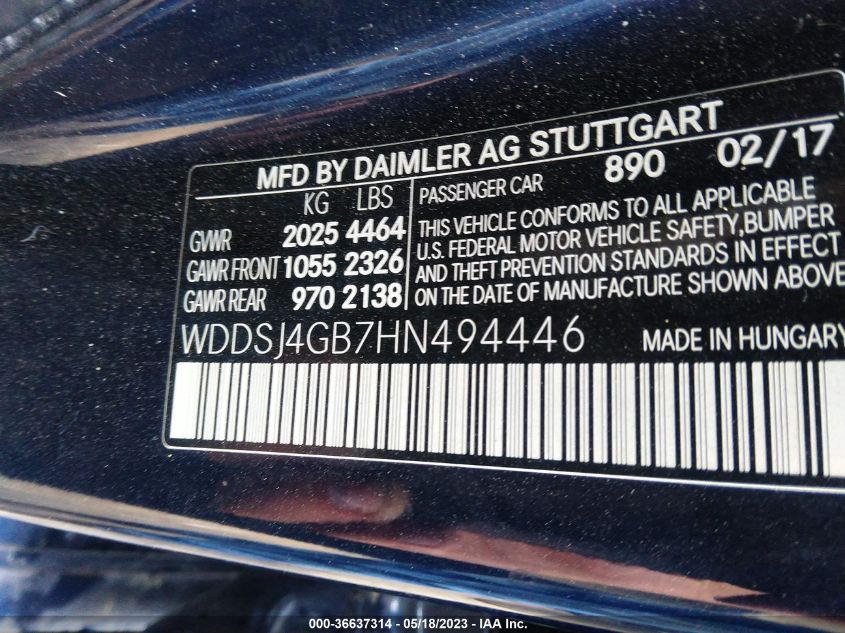 MFD BY DAIMLER AG STUTTGART
KG LBS
GVWR 2025 4464
GAWR FRONT 1055 2326
GAWR REAR 970 2138
PASSENGER CAR 890 02/17
THIS VEHICLE CONFORMS TO ALL APPLICABLE
U.S. FEDERAL MOTOR VEHICLE SAFETY,BUMPER
AND THEFT PREVENTION STANDARDS IN EFFECT
ON THE DATE OF MANUFACTURE SHOWN ABOVE
WDDSJ4GB7HN494446 MADE IN HUNGARY
000-36637314 / 05/18/2023 - IAA Inc.